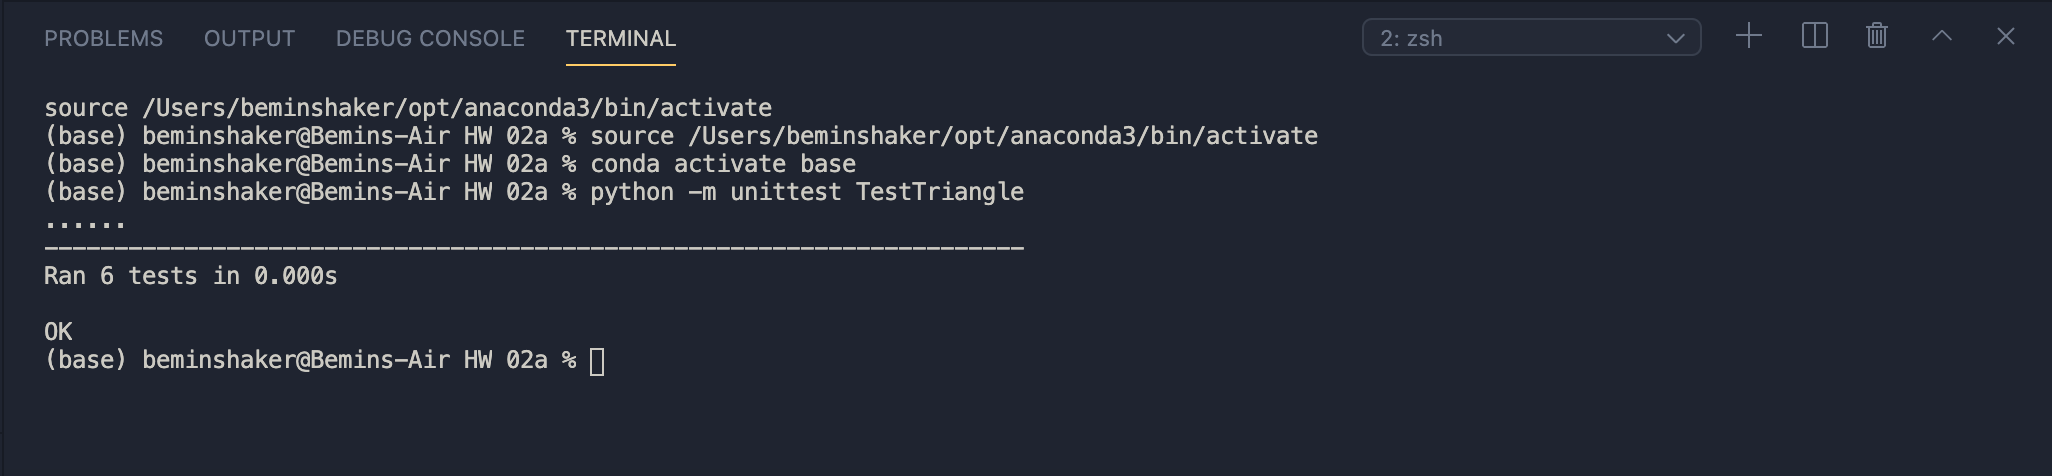 PROBLEMS OUTPUT DEBUG CONSOLE TERMINAL 2: zsh
source /Users/beminshaker/opt/anaconda3/bin/activate
(base) beminshaker@Bemins-Air HW 02a % source /Users/beminshaker/opt/anaconda3/bin/activate
(base) beminshaker@Bemins-Air HW 02a % conda activate base
(base) beminshaker@Bemins-Air HW 02a % python -m unittest TestTriangle
......
----------------------------------------------------------------------
Ran 6 tests in 0.000s
OK
(base) beminshaker@Bemins-Air HW 02a %